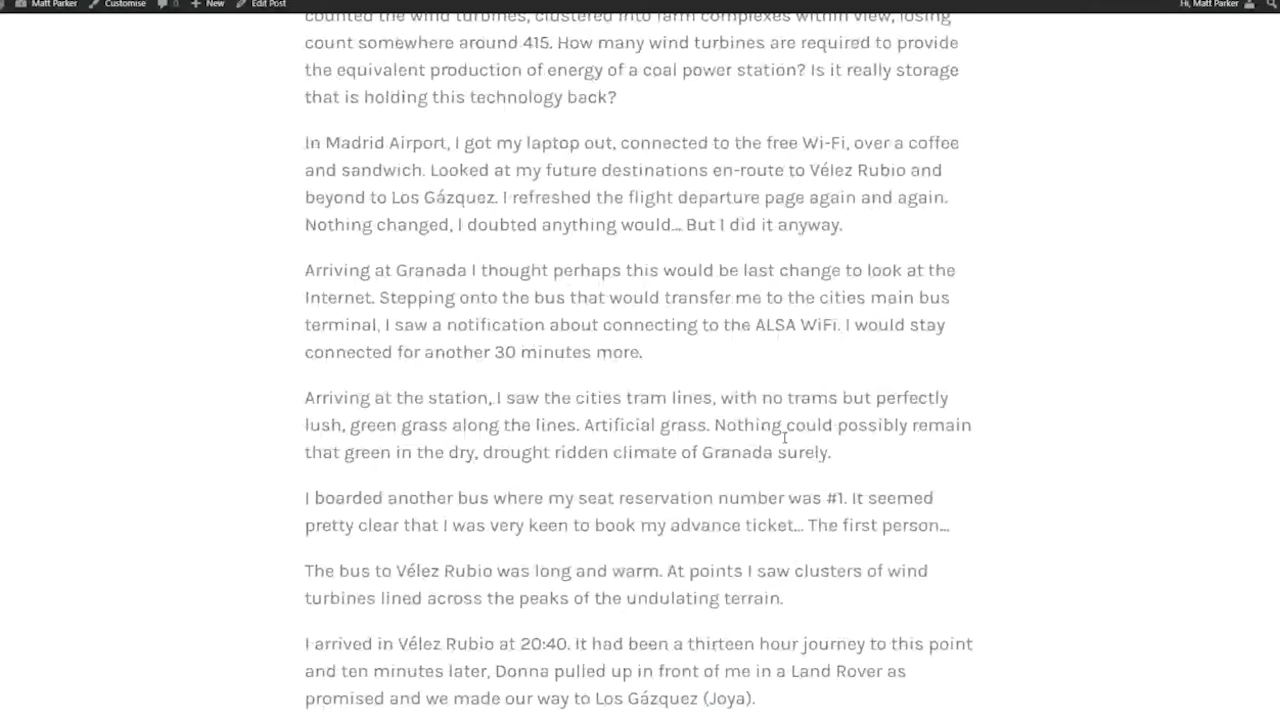 Matt Parker Customise 0 New Edit Post Hi, Matt Parker
counted the wind turbines, clustered into farm complexes within view, losing
count somewhere around 415. How many wind turbines are required to provide
the equivalent production of energy of a coal power station? Is it really storage
that is holding this technology back?
In Madrid Airport, I got my laptop out, connected to the free Wi-Fi, over a coffee
and sandwich. Looked at my future destinations en-route to Vélez Rubio and
beyond to Los Gázquez. I refreshed the flight departure page again and again.
Nothing changed, I doubted anything would... But I did it anyway.
Arriving at Granada I thought perhaps this would be last change to look at the
Internet. Stepping onto the bus that would transfer me to the cities main bus
terminal, I saw a notification about connecting to the ALSA WiFi. I would stay
connected for another 30 minutes more.
Arriving at the station, I saw the cities tram lines, with no trams but perfectly
lush, green grass along the lines. Artificial grass. Nothing could possibly remain
that green in the dry, drought ridden climate of Granada surely.
I boarded another bus where my seat reservation number was #1. It seemed
pretty clear that I was very keen to book my advance ticket... The first person...
The bus to Vélez Rubio was long and warm. At points I saw clusters of wind
turbines lined across the peaks of the undulating terrain.
I arrived in Vélez Rubio at 20:40. It had been a thirteen hour journey to this point
and ten minutes later, Donna pulled up in front of me in a Land Rover as
promised and we made our way to Los Gázquez (Joya).